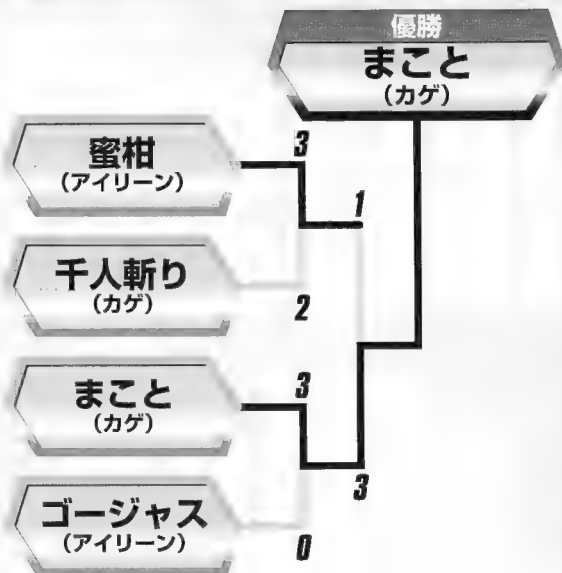 優勝
まこと
(カゲ)
蜜柑
(アイリーン)
3
1
千人斬り
(カゲ)
2
まこと
(カゲ)
3
3
ゴージャス
(アイリーン)
0